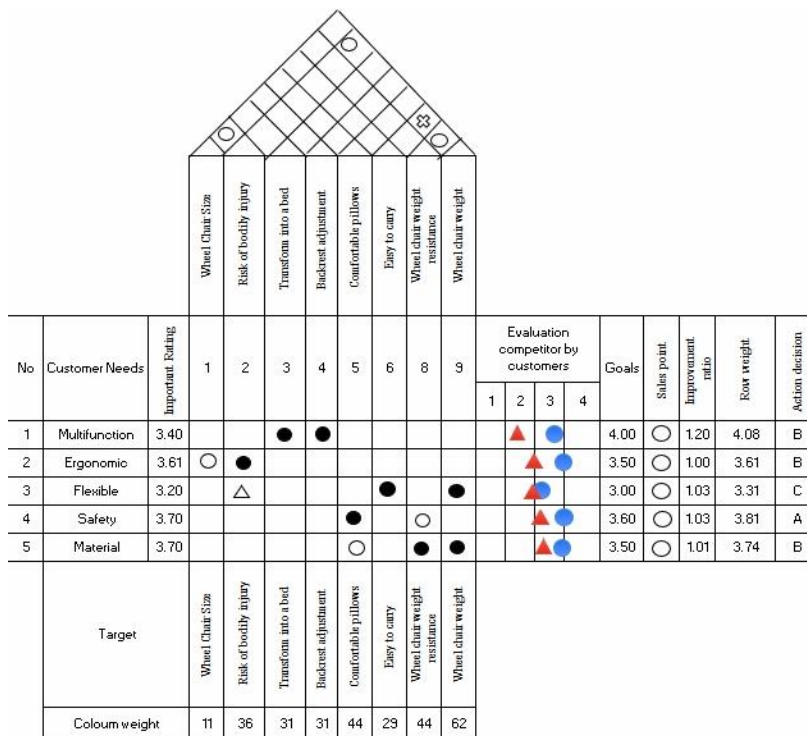 Wheel Chair Size
Risk of bodily injury
Transform into a bed
Backrest adjustment
Comfortable pillows
Easy to carry
Wheel chair weight
resistance
Wheel chair weight
No Customer Needs Important Rating 1 2 3 4 5 6 8 9 Evaluation competitor by customers 1 2 3 4 Goals Sales point Improvement ratio Row weight Action decision
1 Multifunction 3.40 4.00 1.20 4.08 B
2 Ergonomic 3.61 3.50 1.00 3.61 B
3 Flexible 3.20 3.00 1.03 3.31 C
4 Safety 3.70 3.60 1.03 3.81 A
5 Material 3.70 3.50 1.01 3.74 B
Target
Wheel Chair Size
Risk of bodily injury
Transform into a bed
Backrest adjustment
Comfortable pillows
Easy to carry
Wheel chair weight
resistance
Wheel chair weight
Coloum weight 11 36 31 31 44 29 44 62